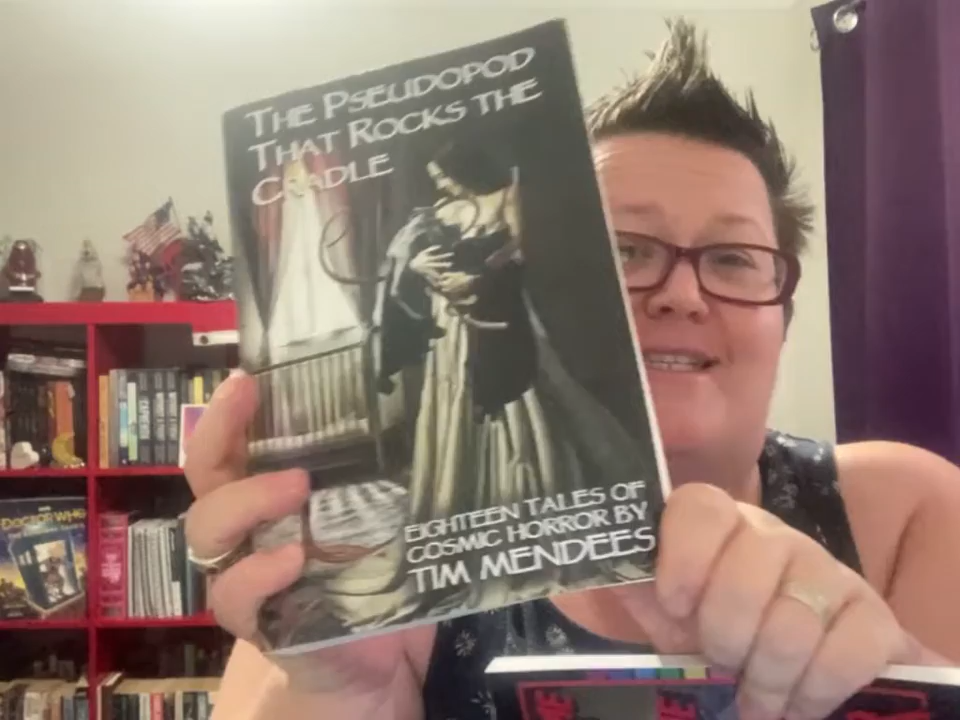 THE PSEUDOPOD
THAT ROCKS THE
CRADLE
EIGHTEEN TALES OF
COSMIC HORROR BY
TIM MENDEES
DOCTOR WHO